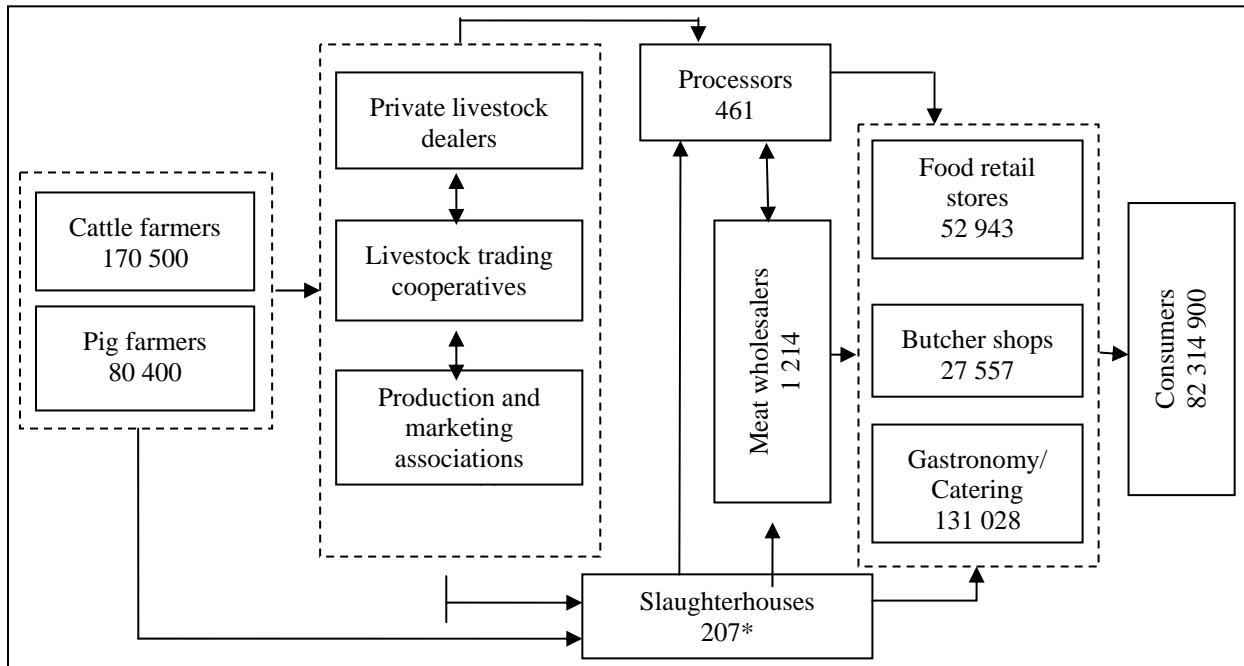 Cattle farmers
170 500
Pig farmers
80 400
Private livestock
dealers
Livestock trading
cooperatives
Production and
marketing
associations
Processors
461
Meat wholesalers
1 214
Slaughterhouses
207*
Food retail
stores
52 943
Butcher shops
27 557
Gastronomy/
Catering
131 028
Consumers
82 314 900